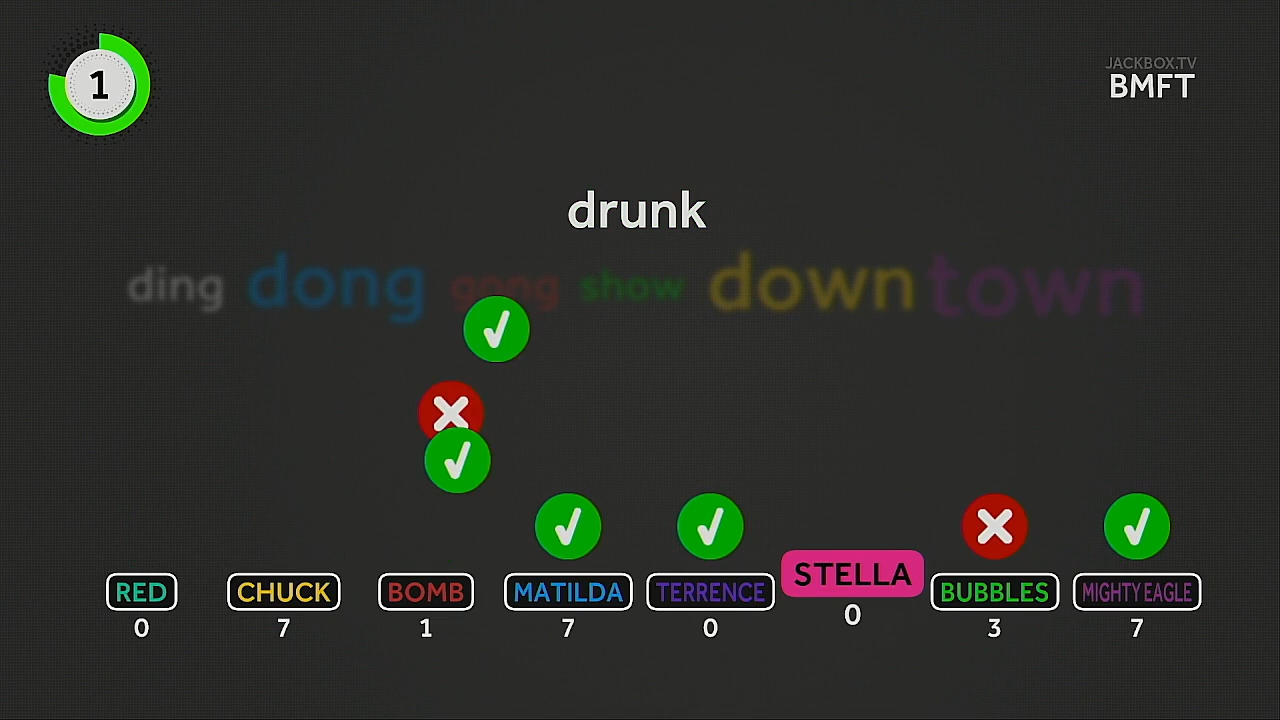 1
JACKBOX.TV
BMFT
drunk
ding dong gong show down town
RED CHUCK BOMB MATILDA TERRENCE STELLA BUBBLES MIGHTY EAGLE
0 7 1 7 0 0 3 7